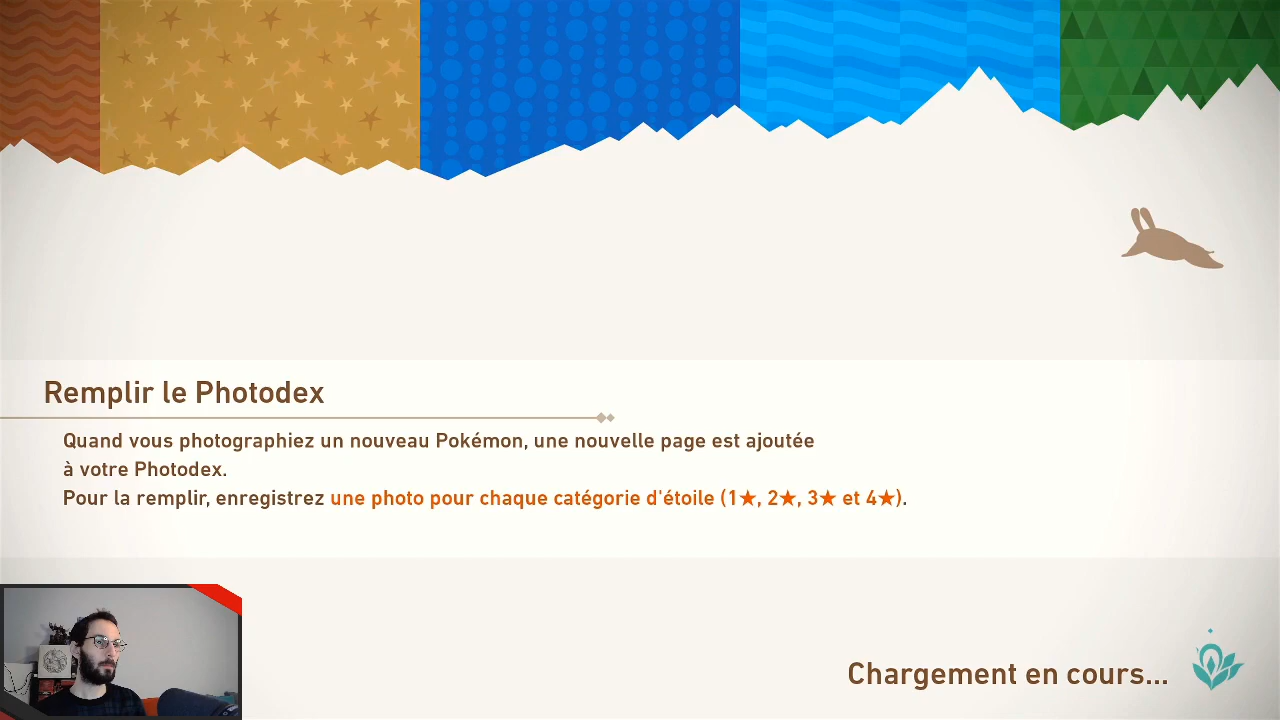 Remplir le Photodex
Quand vous photographiez un nouveau Pokémon, une nouvelle page est ajoutée
à votre Photodex.
Pour la remplir, enregistrez une photo pour chaque catégorie d'étoile (1★, 2★, 3★ et 4★).
Chargement en cours...